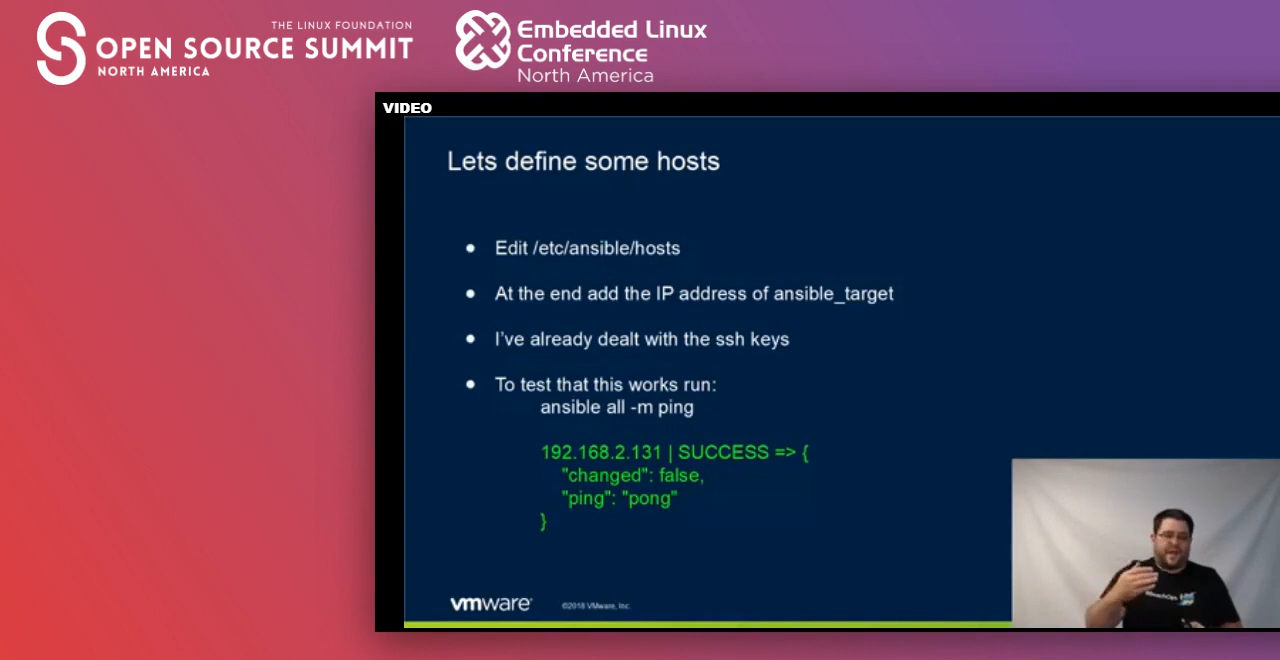 THE LINUX FOUNDATION
OPEN SOURCE SUMMIT
NORTH AMERICA
Embedded Linux
Conference
North America
VIDEO
Lets define some hosts
● Edit /etc/ansible/hosts
● At the end add the IP address of ansible_target
● I've already dealt with the ssh keys
● To test that this works run:
ansible all -m ping
192.168.2.131 | SUCCESS => {
"changed": false,
"ping": "pong"
}
vmware®
©2018 VMware, Inc.